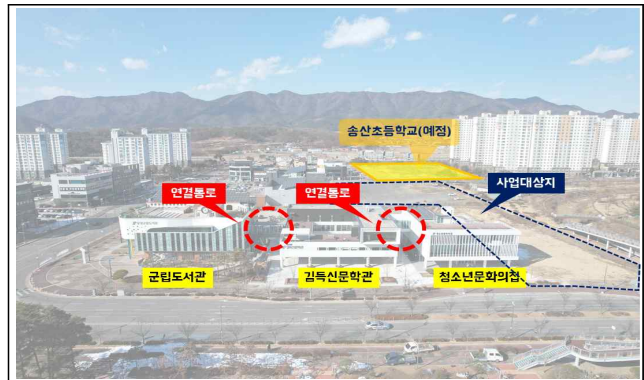 송산초등학교(예정)
연결통로
연결통로
사업대상지
군립도서관
김득신문학관
청소년문화의집